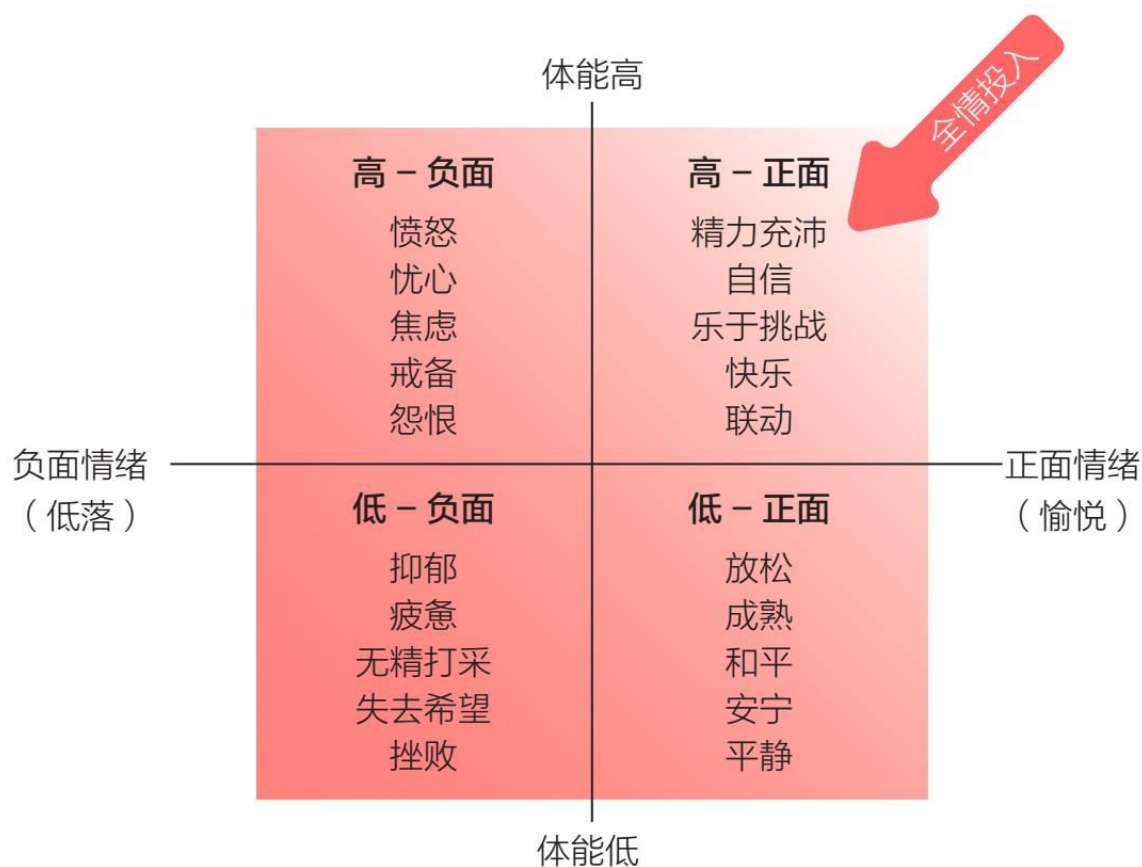 体能高
全情投入
高 – 负面
愤怒
忧心
焦虑
戒备
怨恨
高 – 正面
精力充沛
自信
乐于挑战
快乐
联动
负面情绪
（低落）
正面情绪
（愉悦）
低 – 负面
抑郁
疲惫
无精打采
失去希望
挫败
低 – 正面
放松
成熟
和平
安宁
平静
体能低